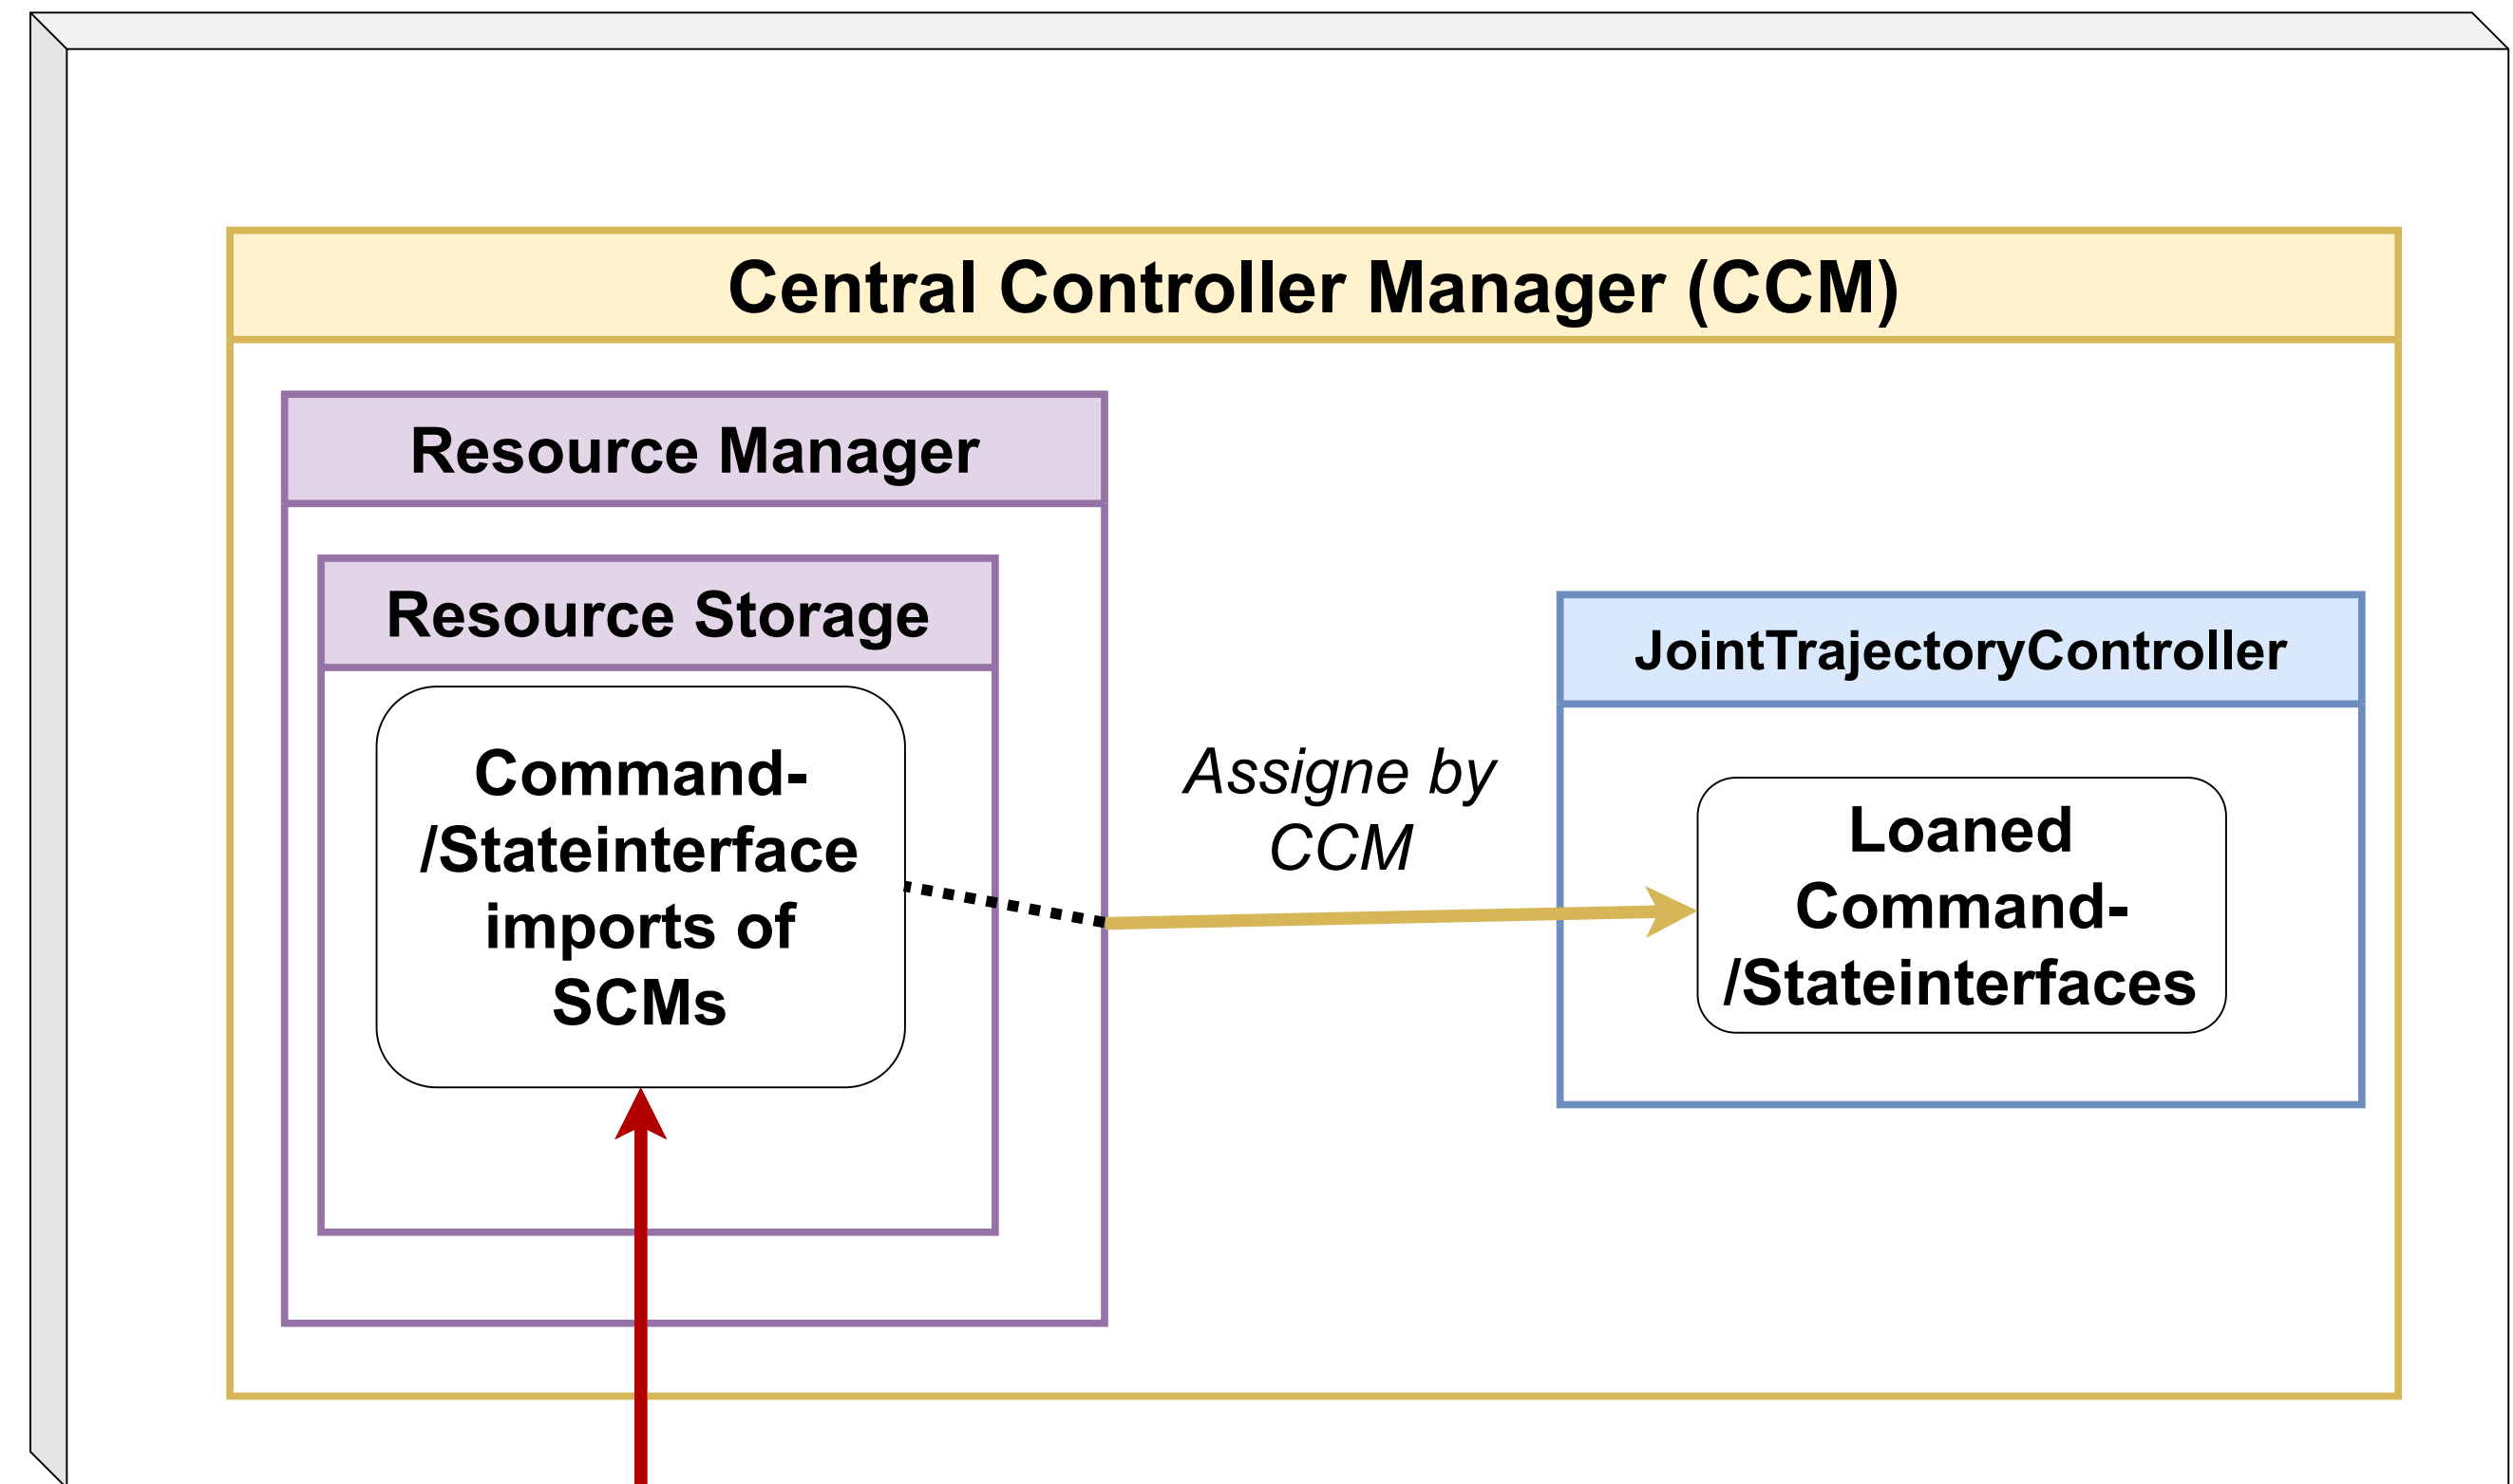 Central Controller Manager (CCM)
Resource Manager
Resource Storage
Command-
/Stateinterface
imports of
SCMs
Assigne by
CCM
JointTrajectoryController
Loaned
Command-
/Stateinterfaces